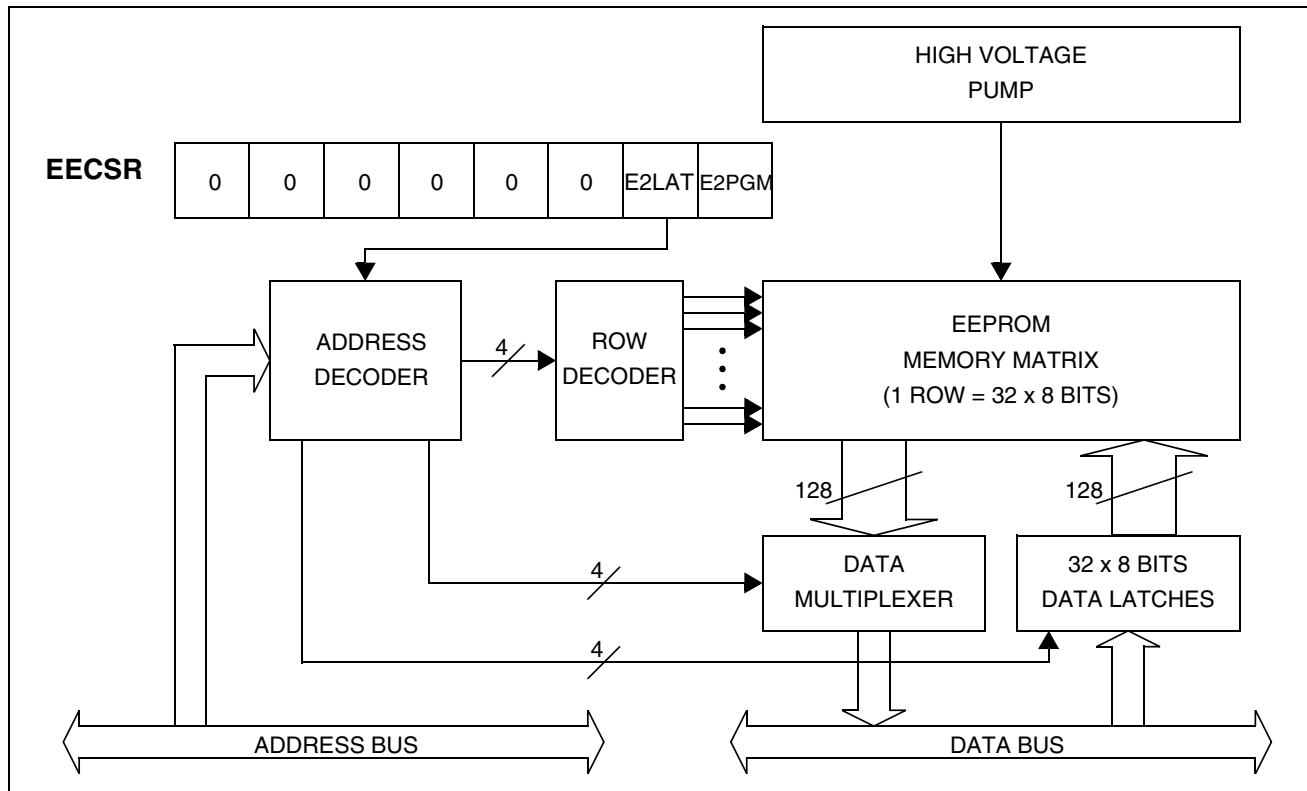 HIGH VOLTAGE
PUMP
EECSR
0 0 0 0 0 0 E2LAT E2PGM
ADDRESS
DECODER
4
ROW
DECODER
EEPROM
MEMORY MATRIX
(1 ROW = 32 x 8 BITS)
128
128
4
DATA
MULTIPLEXER
32 x 8 BITS
DATA LATCHES
4
ADDRESS BUS
DATA BUS